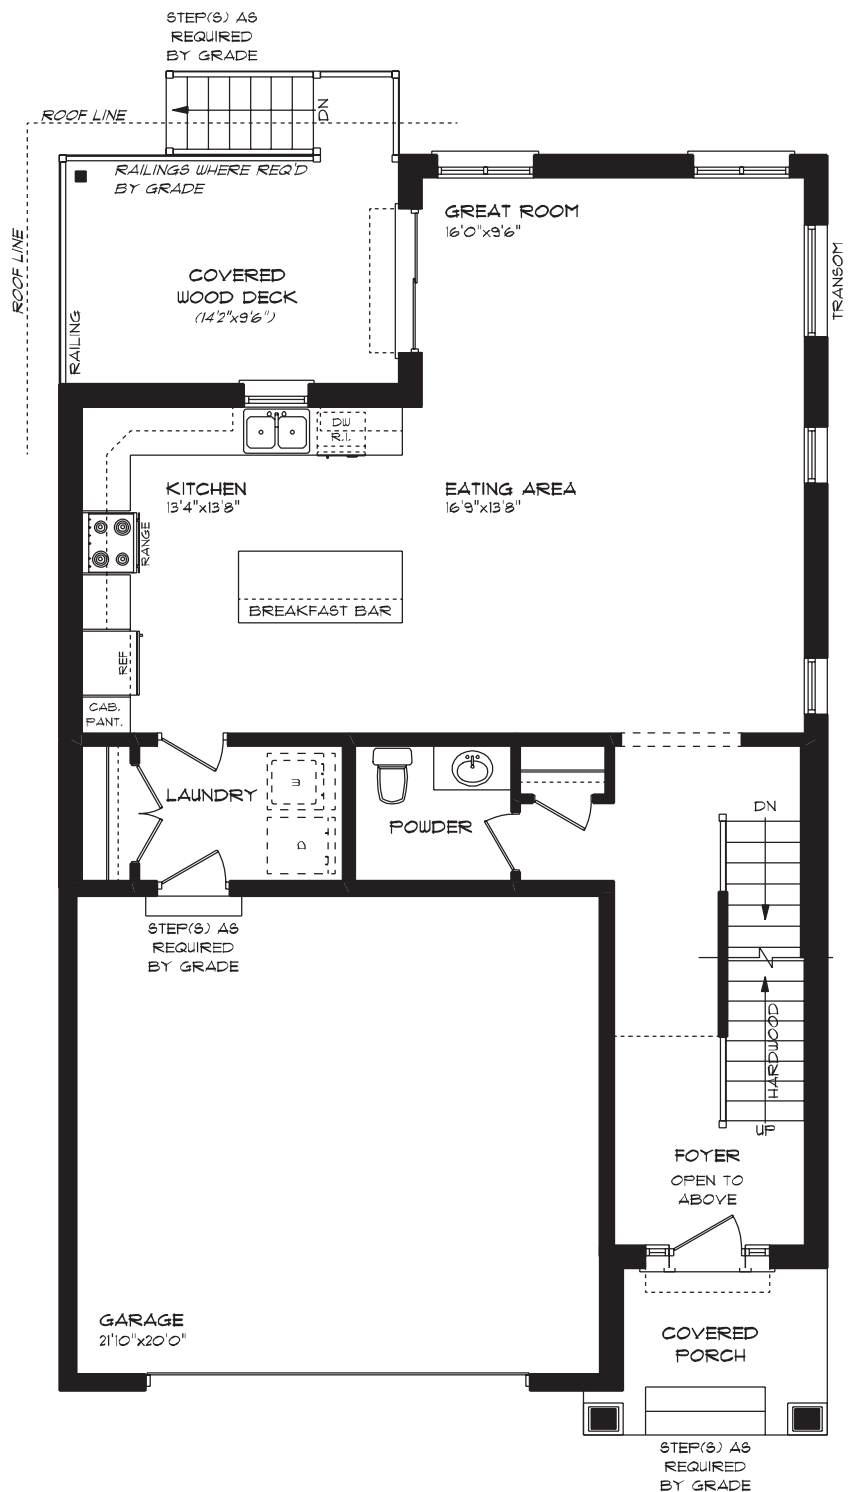 STEP(S) AS
REQUIRED
BY GRADE
DN
ROOF LINE
RAILINGS WHERE REQ'D
BY GRADE
ROOF LINE
GREAT ROOM
16'0"x9'6"
TRANSOM
COVERED
WOOD DECK
(14'2"x9'6")
RAILING
DW
R.I.
KITCHEN
13'4"x13'8"
EATING AREA
16'9"x13'8"
RANGE
BREAKFAST BAR
REF
CAB.
PANT.
LAUNDRY
W
D
POWDER
DN
STEP(S) AS
REQUIRED
BY GRADE
HARDWOOD
UP
FOYER
OPEN TO
ABOVE
GARAGE
21'10"x20'0"
COVERED
PORCH
STEP(S) AS
REQUIRED
BY GRADE